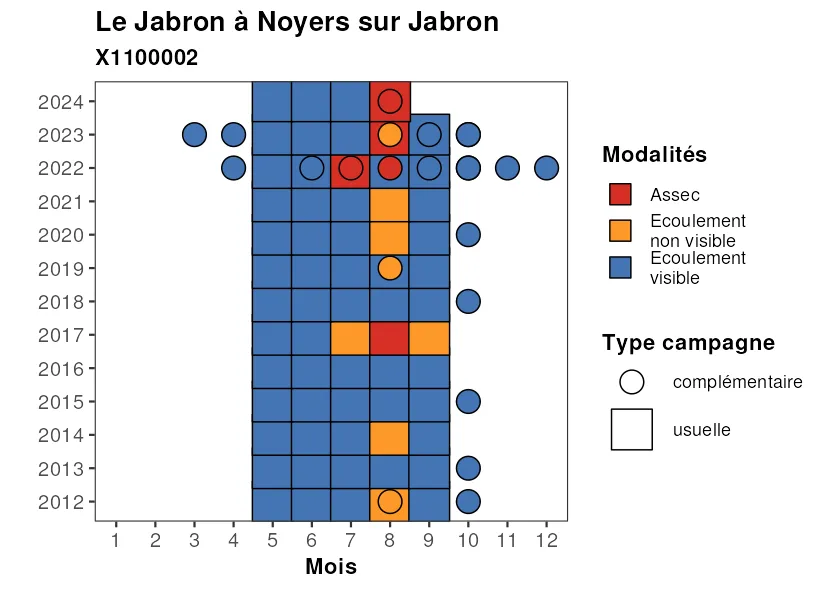 Le Jabron à Noyers sur Jabron
X1100002
2024
2023
2022
2021
2020
2019
2018
2017
2016
2015
2014
2013
2012
1 2 3 4 5 6 7 8 9 10 11 12
Mois
Modalités
Assec
Ecoulement
non visible
Ecoulement
visible
Type campagne
complémentaire
usuelle